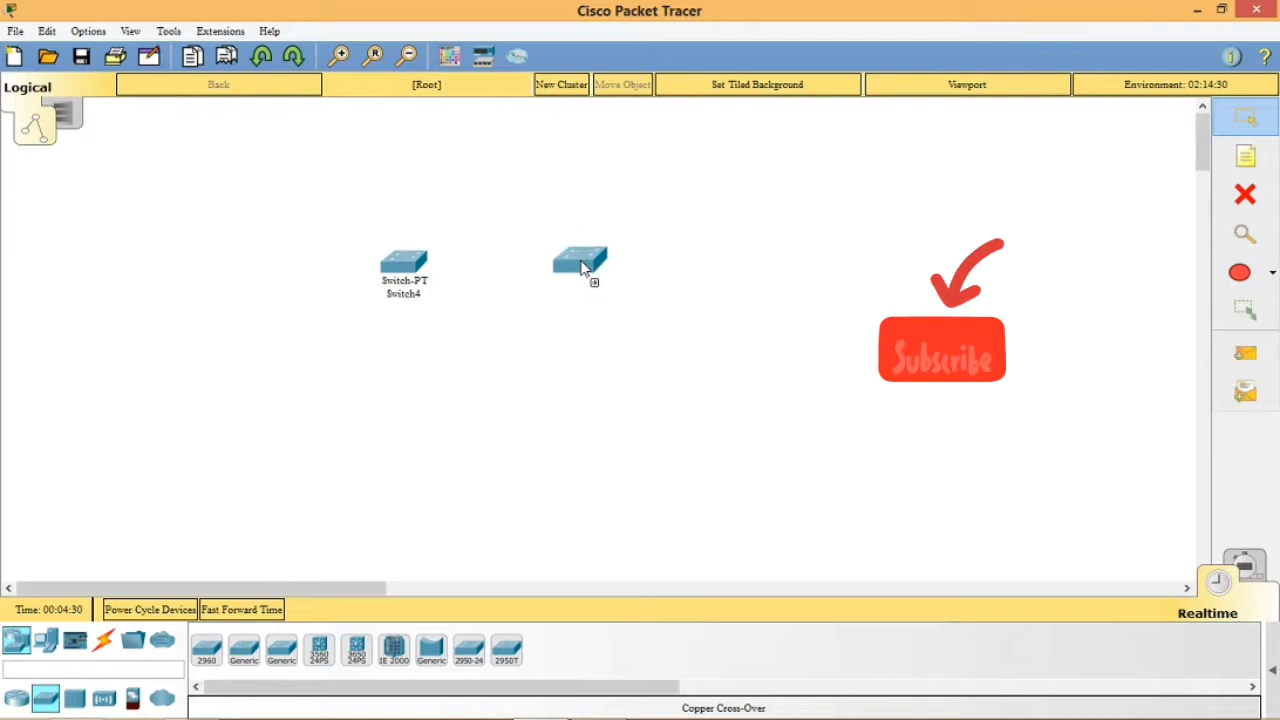 Cisco Packet Tracer
File Edit Options View Tools Extensions Help
Logical Back [Root] New Cluster Move Object Set Tiled Background Viewport Environment: 02:14:30
Switch-PT
Switch4
Subscribe
Time: 00:04:30 Power Cycle Devices Fast Forward Time Realtime
2960 Generic Generic 3560 24PS 3650 24PS IE 2000 Generic 2950-24 2950T
Copper Cross-Over